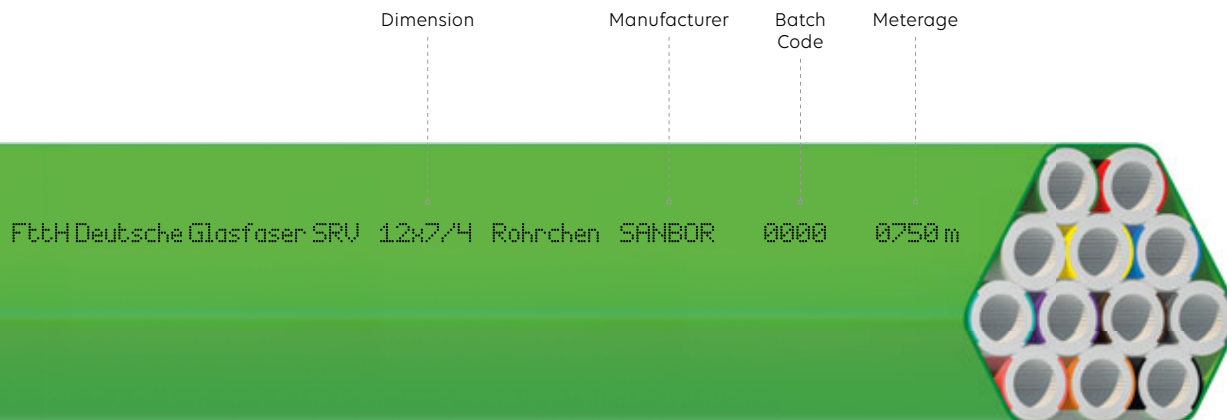 Dimension
Manufacturer
Batch
Code
Meterage
FttH Deutsche Glasfaser SRV 12x7/4 Rohrchen SANBOR 0000 0750 m